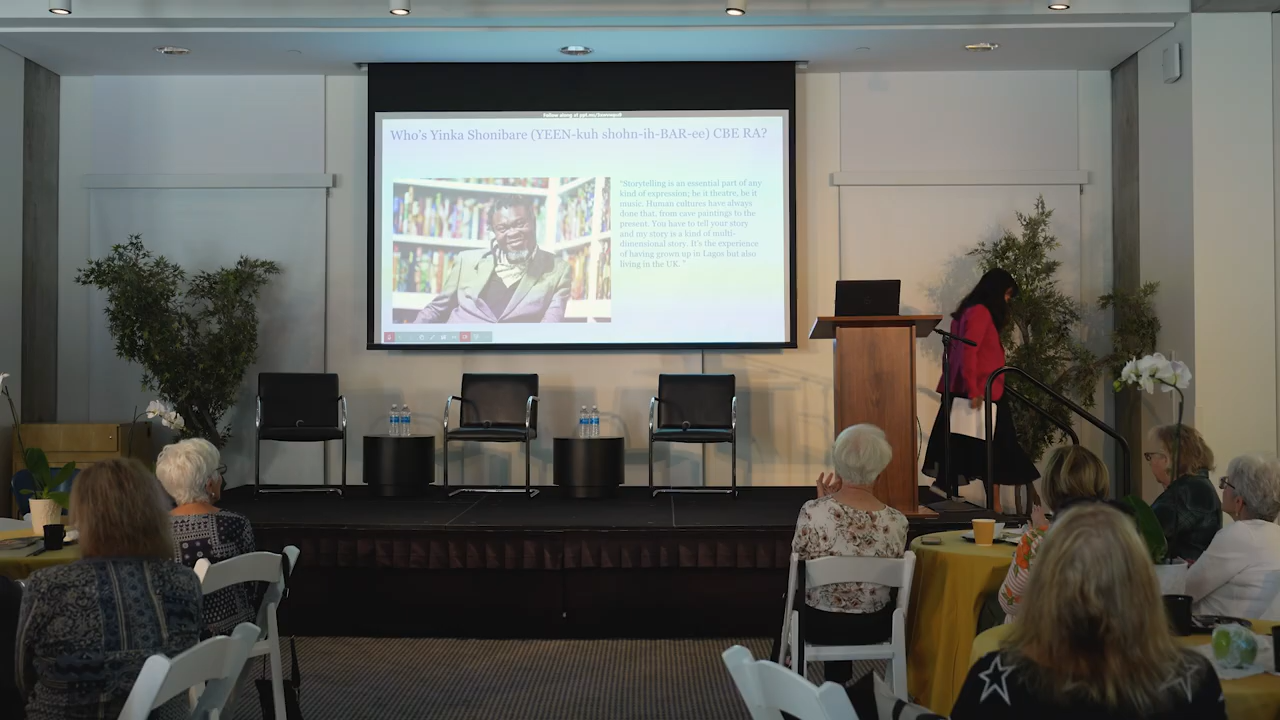 Who's Yinka Shonibare (YEEN-kuh shohn-ih-BAR-ee) CBE RA?
"Storytelling is an essential part of any
kind of expression; be it theatre, be it
music. Human cultures have always
done that, from cave paintings to the
present. You have to tell your story
and my story is a kind of multi-
dimensional story. It's the experience
of having grown up in Lagos but also
living in the UK. "